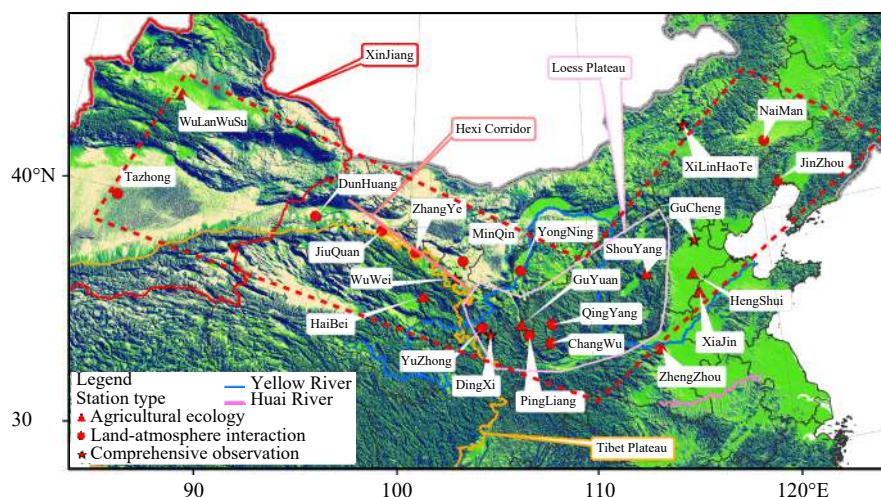 XinJiang
Loess Plateau
NaiMan
WuLanWuSu
Hexi Corridor
XiLinHaoTe
40°N
Tazhong
JinZhou
DunHuang
ZhangYe
GuCheng
MinQin
YongNing
ShouYang
JiuQuan
WuWei
GuYuan
HengShui
HaiBei
QingYang
XiaJin
YuZhong
ChangWu
DingXi
PingLiang
ZhengZhou
Legend
Station type
Yellow River
Huai River
Agricultural ecology
Land-atmosphere interaction
Comprehensive observation
Tibet Plateau
30
90
100
110
120°E